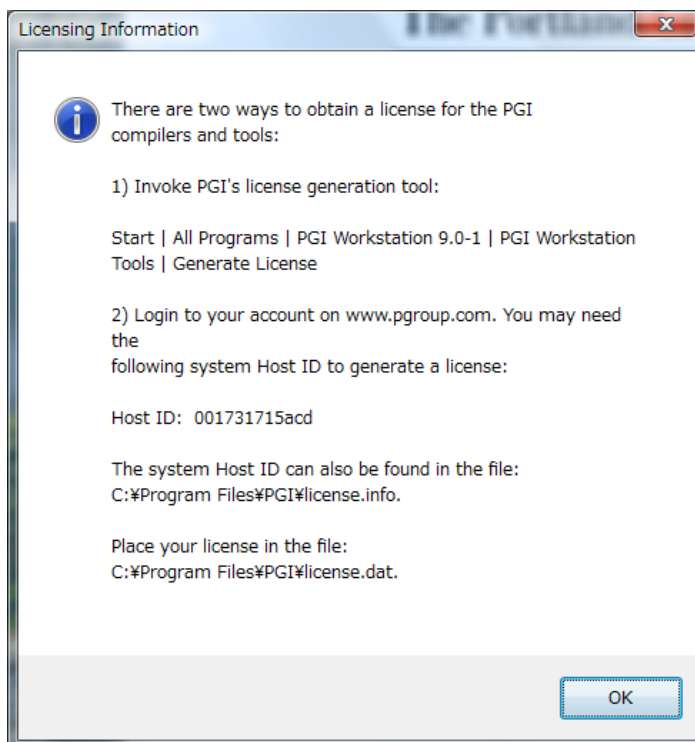 Licensing Information
The Portland
There are two ways to obtain a license for the PGI
compilers and tools:
1) Invoke PGI's license generation tool:
Start | All Programs | PGI Workstation 9.0-1 | PGI Workstation
Tools | Generate License
2) Login to your account on www.pgroup.com. You may need
the
following system Host ID to generate a license:
Host ID:  001731715acd
The system Host ID can also be found in the file:
C:¥Program Files¥PGI¥license.info.
Place your license in the file:
C:¥Program Files¥PGI¥license.dat.
OK